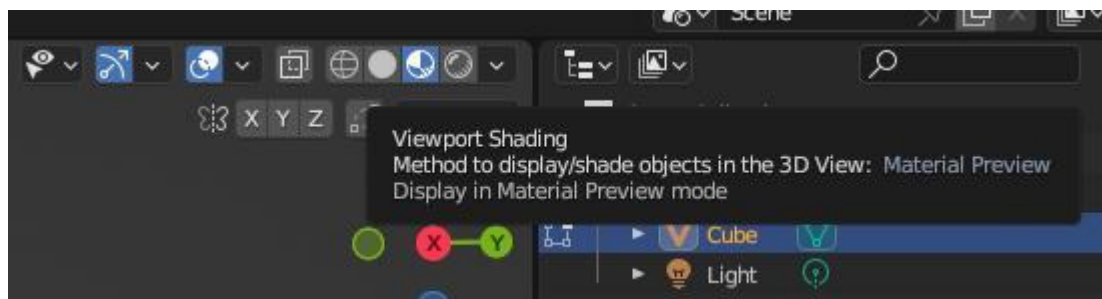 Scene
X Y Z
Viewport Shading
Method to display/shade objects in the 3D View: Material Preview
Display in Material Preview mode
X Y
Cube
Light